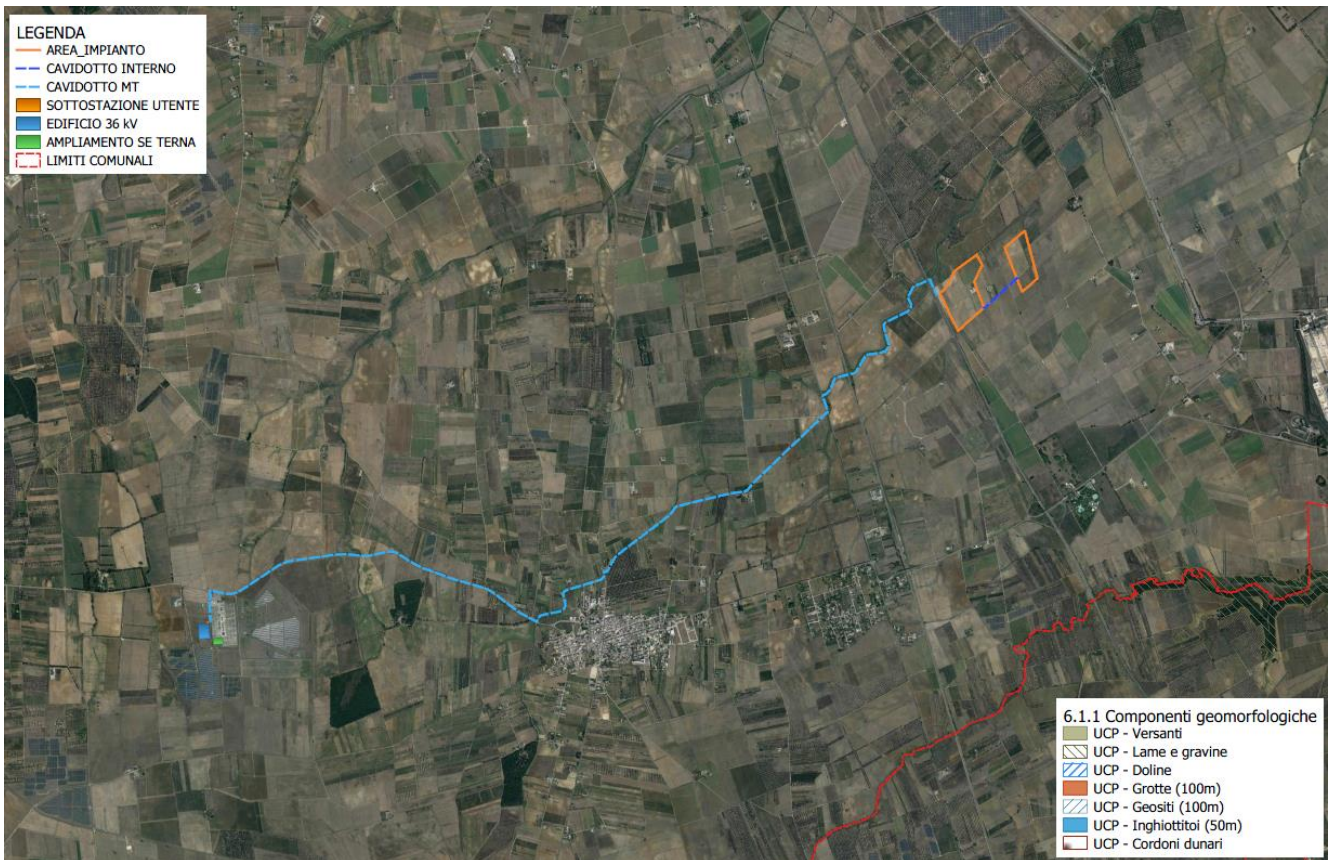 LEGENDA
AREA_IMPIANTO
CAVIDOTTO INTERNO
CAVIDOTTO MT
SOTTOSTAZIONE UTENTE
EDIFICIO 36 kV
AMPLIAMENTO SE TERNA
LIMITI COMUNALI
6.1.1 Componenti geomorfologiche
UCP - Versanti
UCP - Lame e gravine
UCP - Doline
UCP - Grotte (100m)
UCP - Geositi (100m)
UCP - Inghiottitoi (50m)
UCP - Cordoni dunari